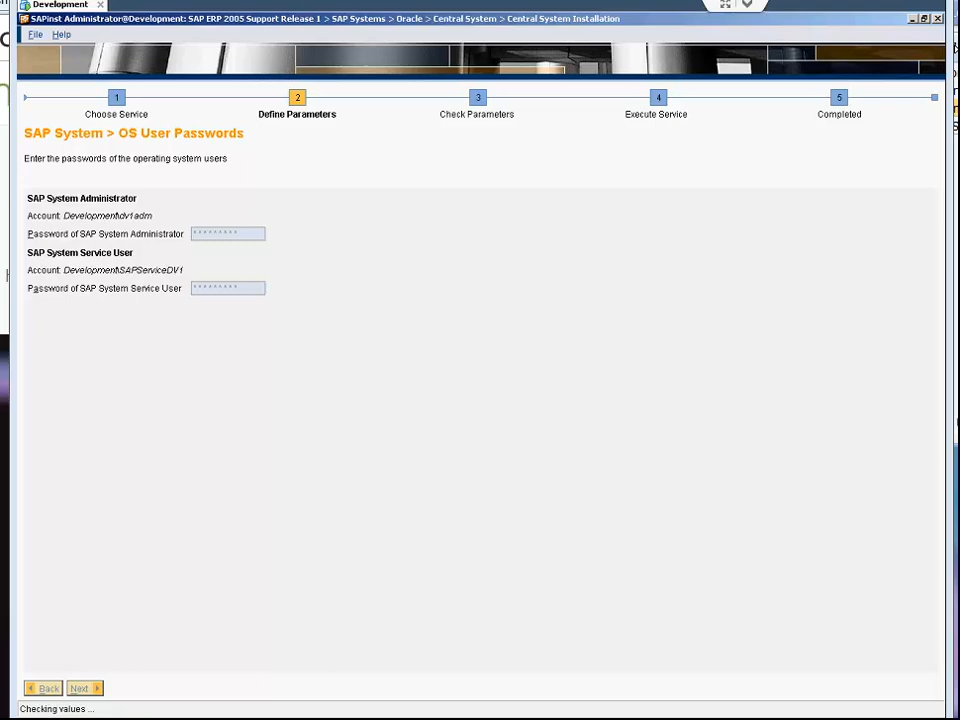 Development
SAPinst Administrator@Development: SAP ERP 2005 Support Release 1 > SAP Systems > Oracle > Central System > Central System Installation
File Help
1 2 3 4 5
Choose Service Define Parameters Check Parameters Execute Service Completed
SAP System > OS User Passwords
Enter the passwords of the operating system users
SAP System Administrator
Account: Development\dv1adm
Password of SAP System Administrator *********
SAP System Service User
Account: Development\SAPServiceDV1
Password of SAP System Service User *********
Back Next
Checking values ...